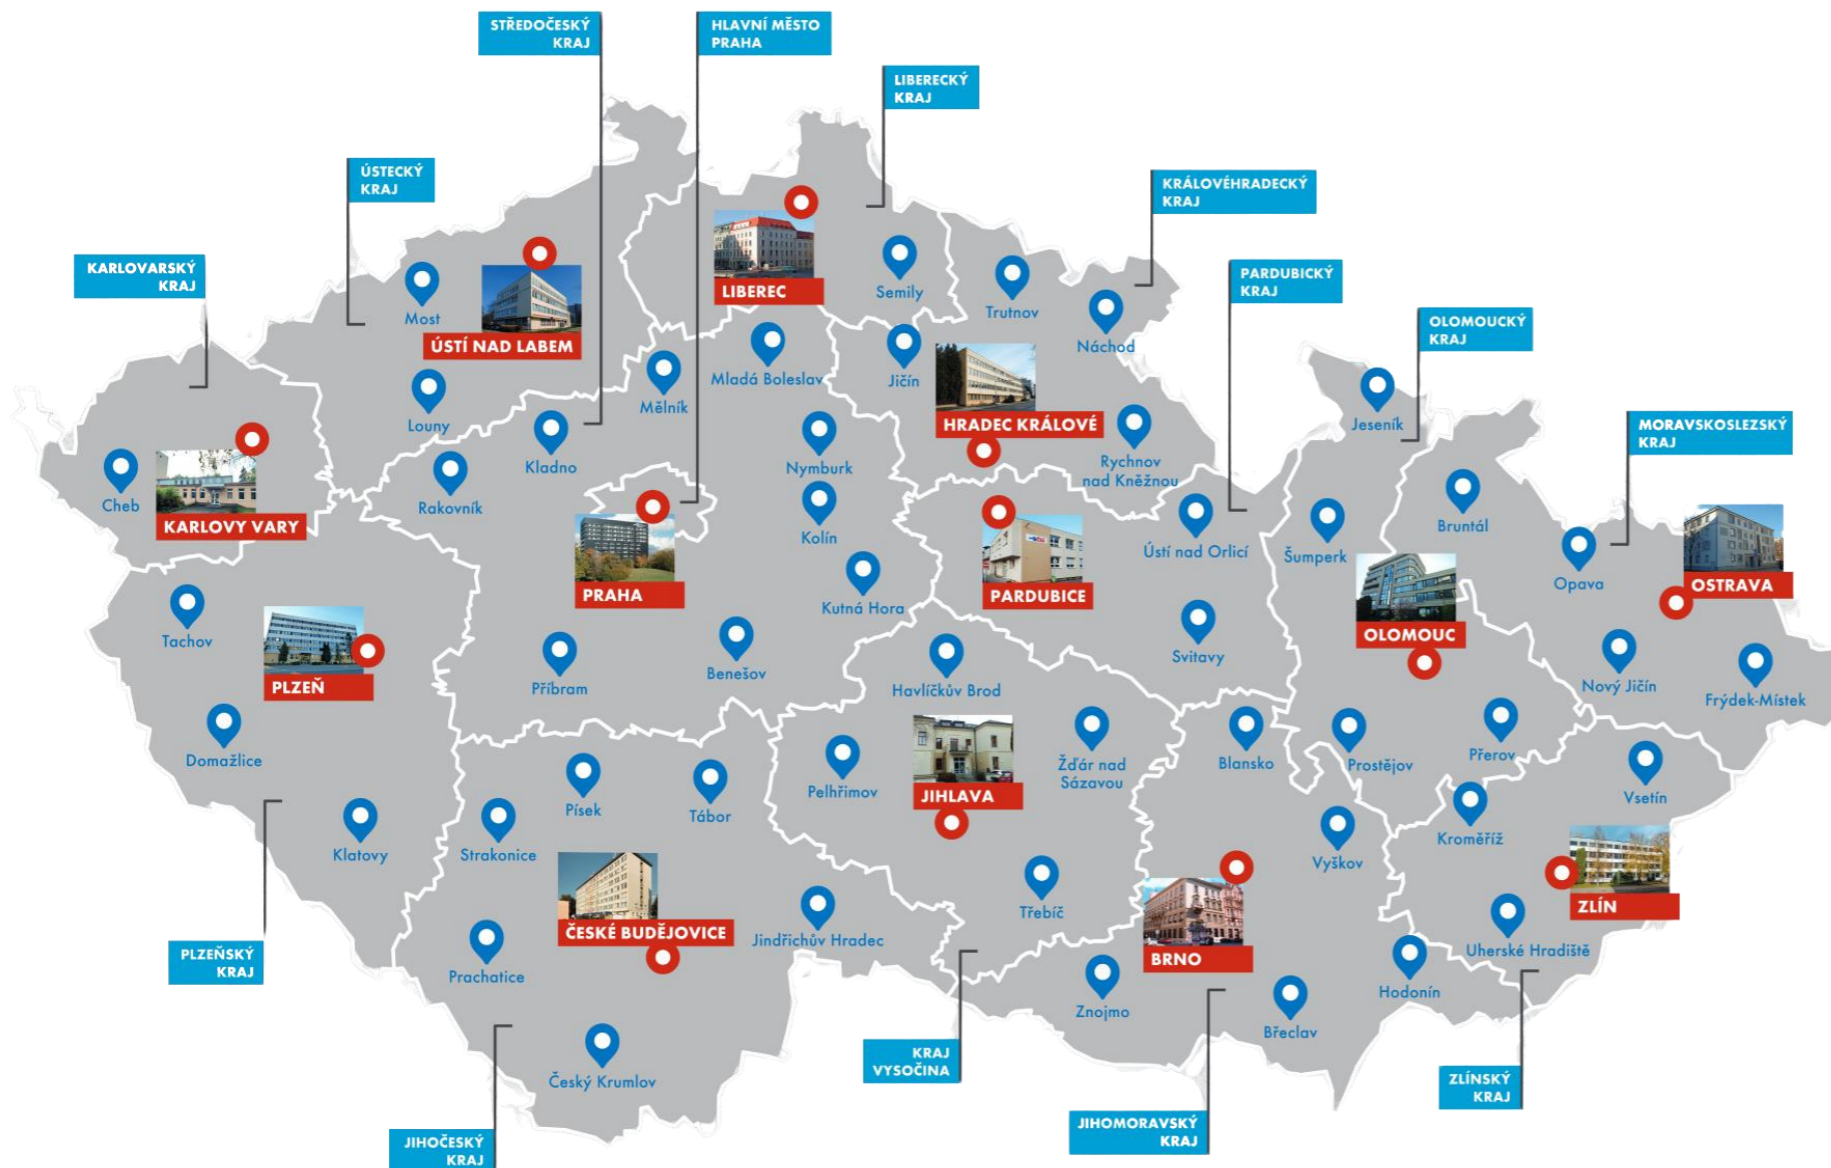 STŘEDOČESKÝ
KRAJ
HLAVNÍ MĚSTO
PRAHA
LIBERECKÝ
KRAJ
ÚSTECKÝ
KRAJ
KRÁLOVÉHRADECKÝ
KRAJ
KARLOVARSKÝ
KRAJ
PARDUBICKÝ
KRAJ
OLOMOUCKÝ
KRAJ
MORAVSKOSLEZSKÝ
KRAJ
Most
ÚSTÍ NAD LABEM
LIBEREC
Semily
Trutnov
Náchod
Louny
Mělník
Mladá Boleslav
Jičín
HRADEC KRÁLOVÉ
Jeseník
Cheb
KARLOVY VARY
Rakovník
Kladno
Nymburk
Rychnov
nad Kněžnou
Kolín
Ústí nad Orlicí
Šumperk
Bruntál
Opava
OSTRAVA
PRAHA
Kutná Hora
PARDUBICE
OLOMOUC
Tachov
PLZEŇ
Příbram
Benešov
Havlíčkův Brod
Svitavy
Nový Jičín
Frýdek-Místek
Domažlice
Písek
Tábor
Pelhřimov
JIHLAVA
Žďár nad
Sázavou
Blansko
Prostějov
Přerov
Vsetín
Klatovy
Strakonice
Vyškov
Kroměříž
ČESKÉ BUDĚJOVICE
Jindřichův Hradec
Třebíč
BRNO
ZLÍN
Uherské Hradiště
PLZEŇSKÝ
KRAJ
Prachatice
Znojmo
Břeclav
Hodonín
Český Krumlov
KRAJ
VYSOČINA
ZLÍNSKÝ
KRAJ
JIHOČESKÝ
KRAJ
JIHOMORAVSKÝ
KRAJ